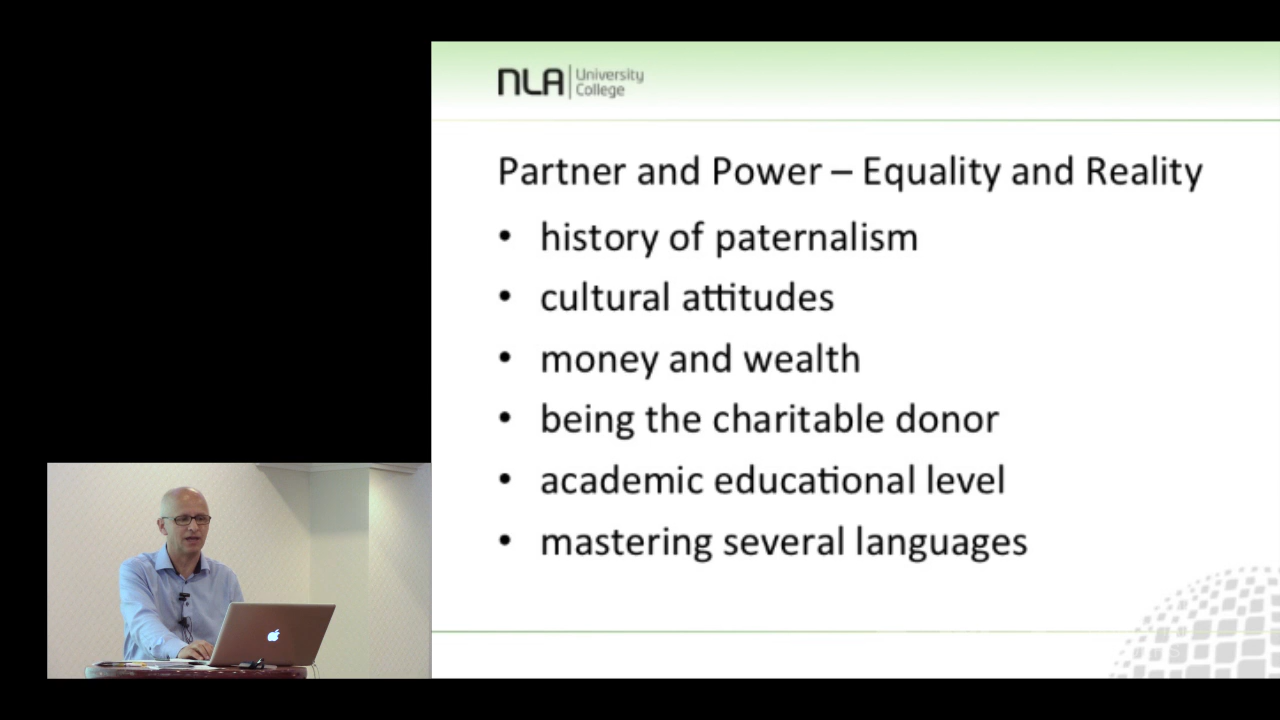 NLA University
College
Partner and Power – Equality and Reality
• history of paternalism
• cultural attitudes
• money and wealth
• being the charitable donor
• academic educational level
• mastering several languages